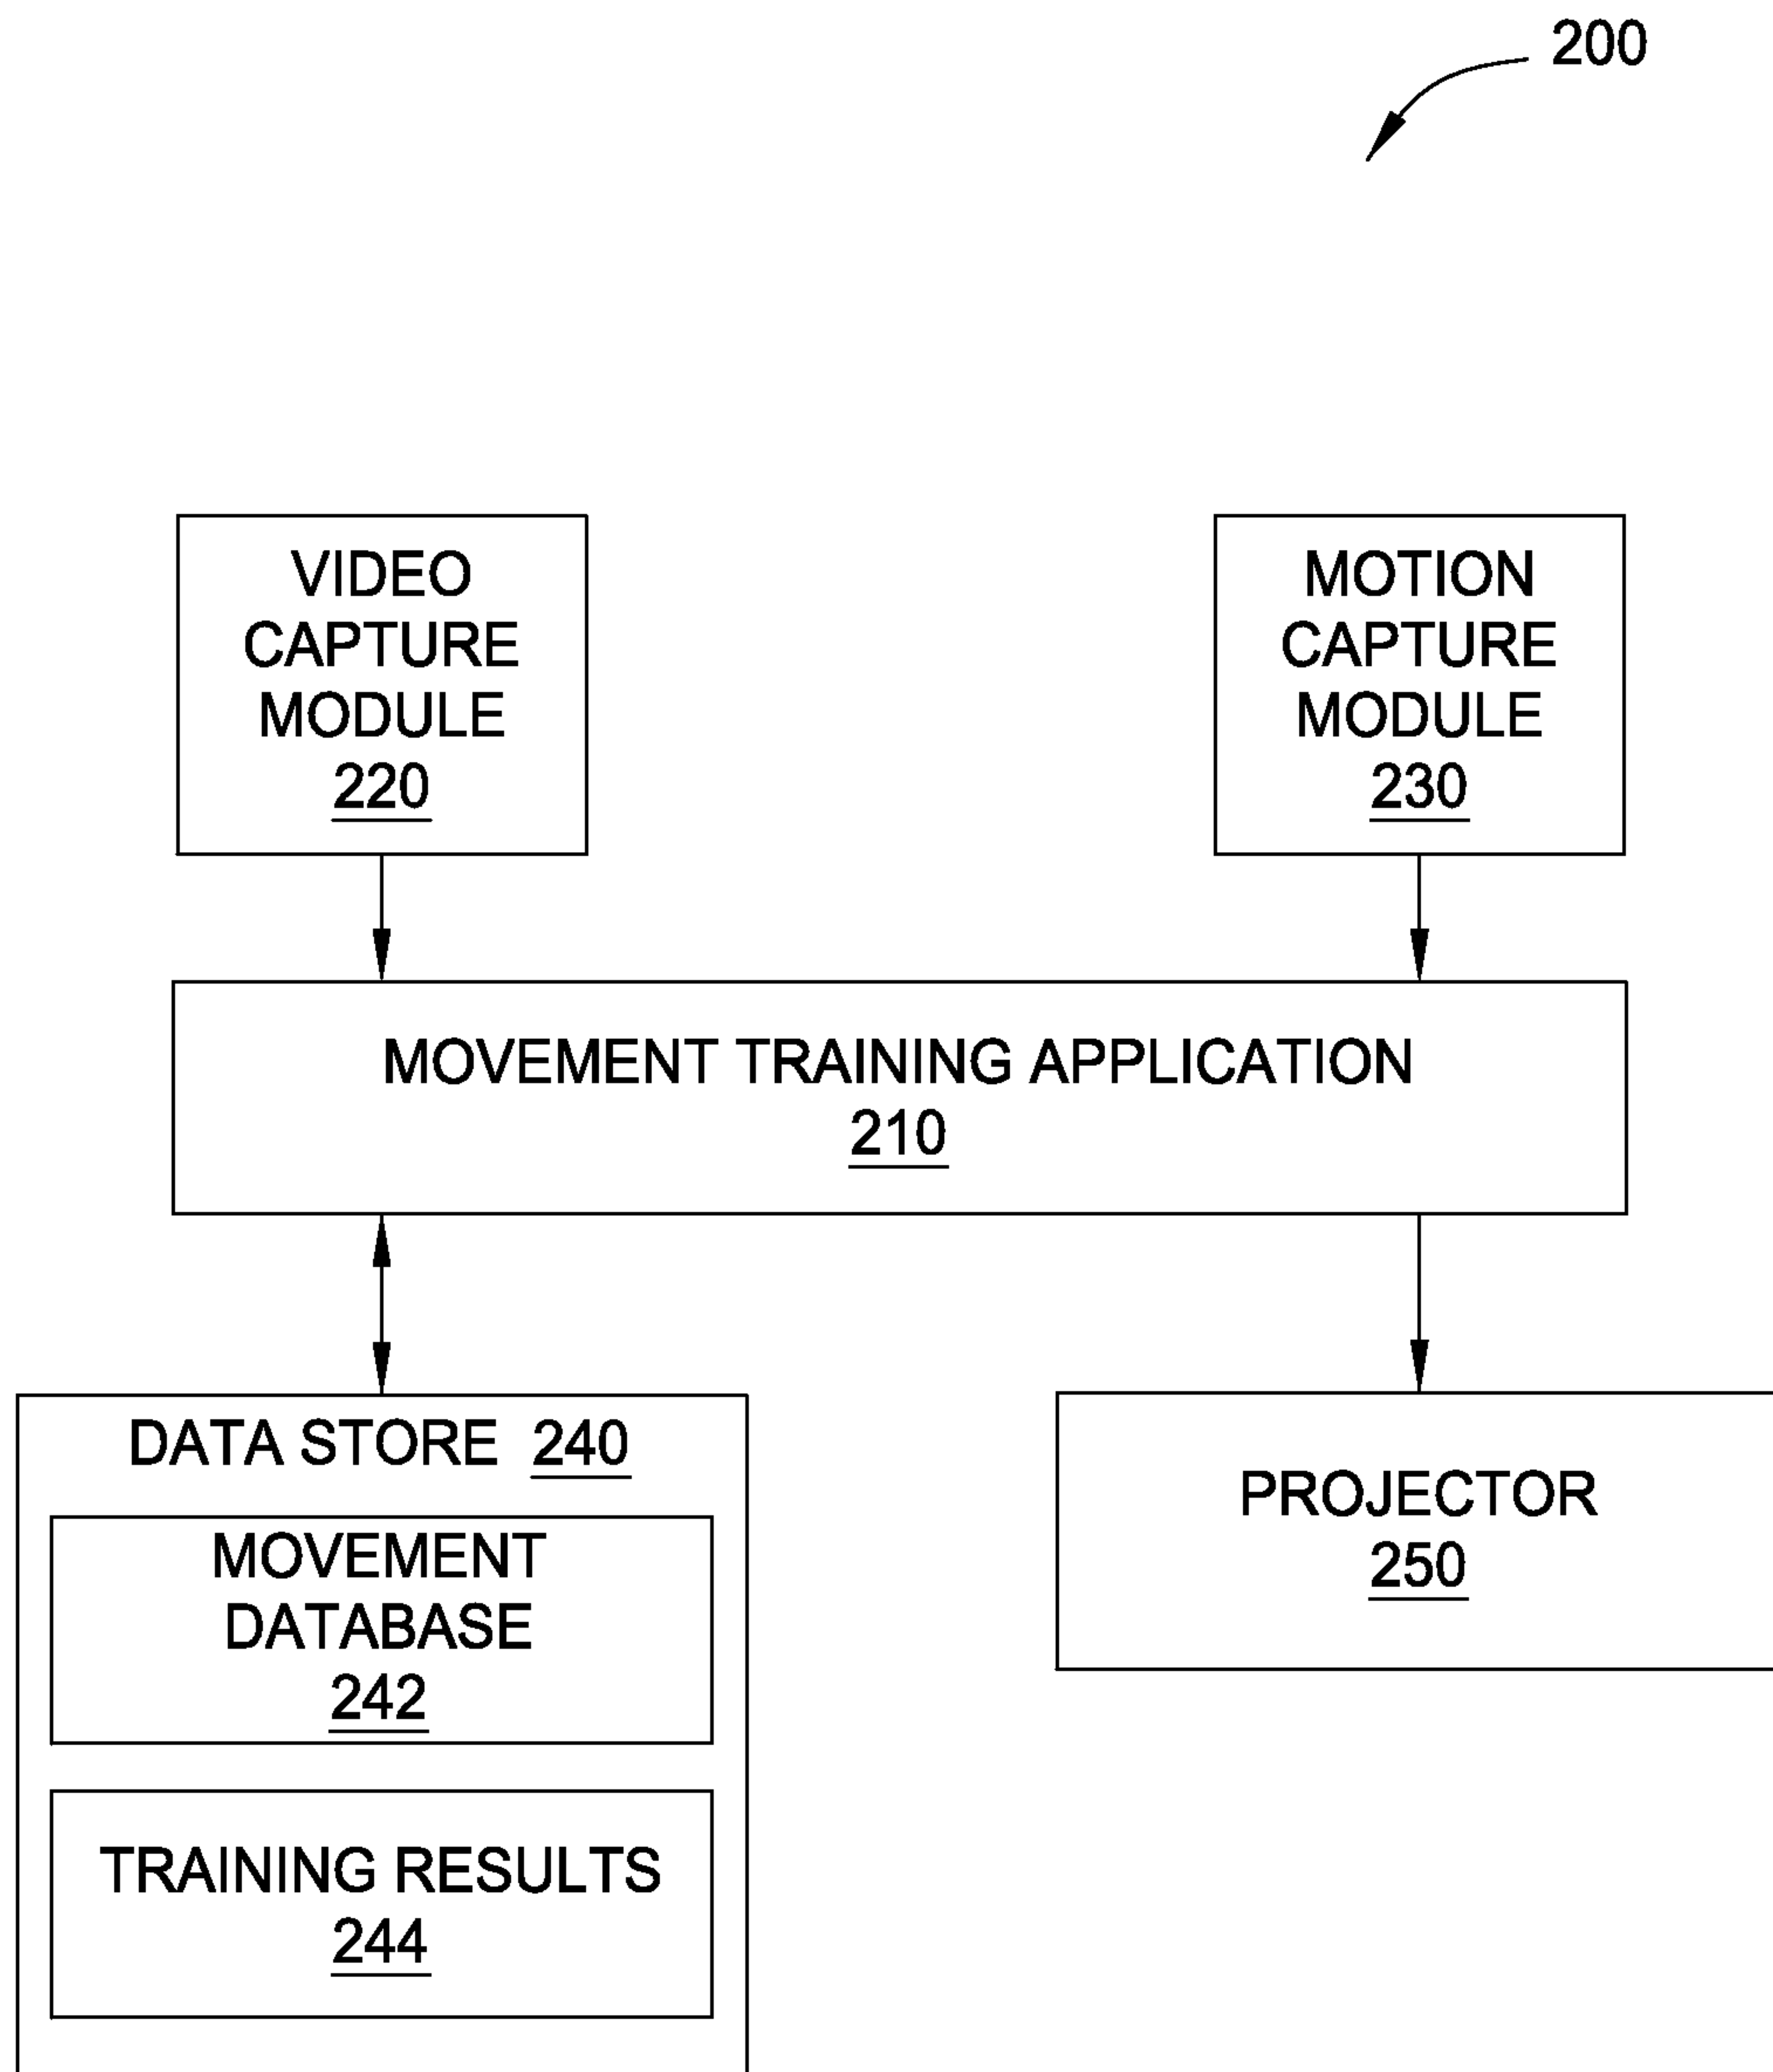 200
VIDEO
CAPTURE
MODULE
220
MOTION
CAPTURE
MODULE
230
MOVEMENT TRAINING APPLICATION
210
DATA STORE 240
MOVEMENT
DATABASE
242
TRAINING RESULTS
244
PROJECTOR
250